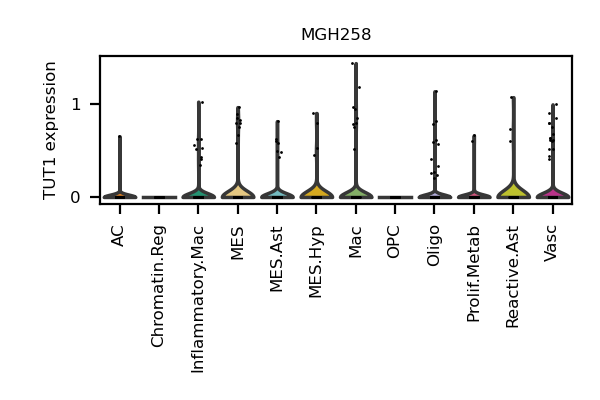 MGH258
TUT1 expression
1
0
AC
Chromatin.Reg
Inflammatory.Mac
MES
MES.Ast
MES.Hyp
Mac
OPC
Oligo
Prolif.Metab
Reactive.Ast
Vasc